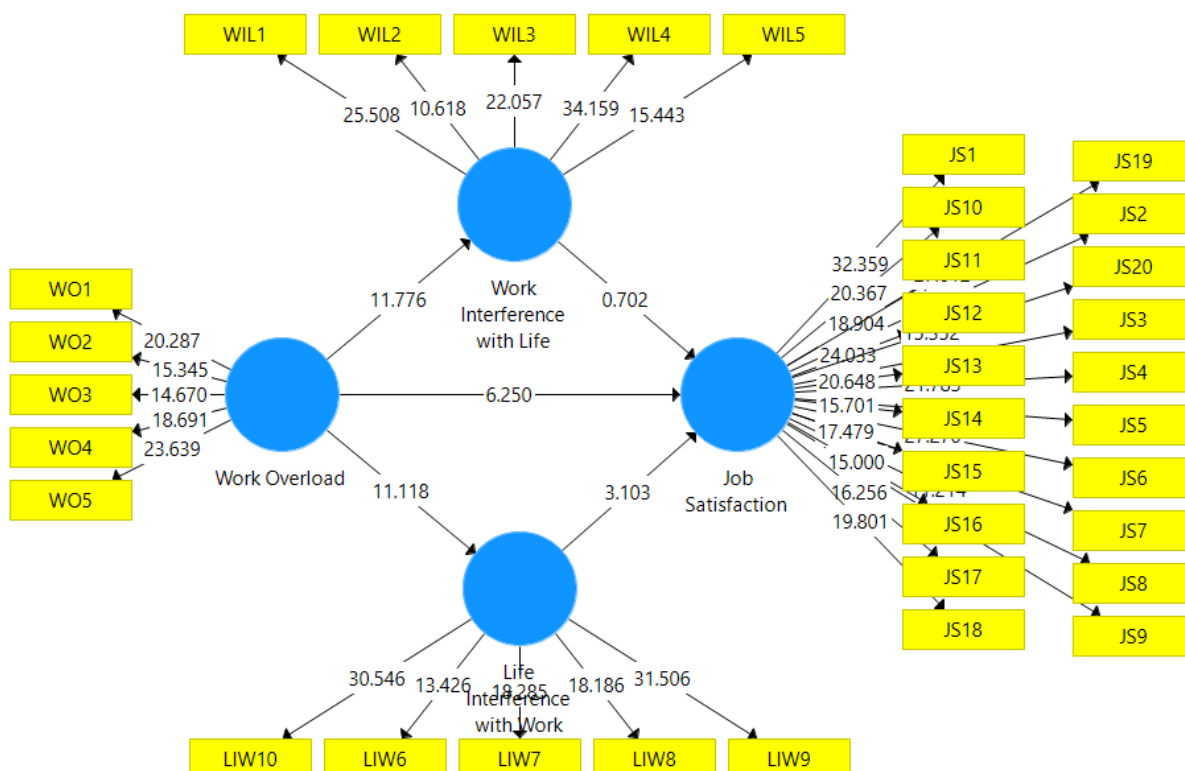 WIL1 WIL2 WIL3 WIL4 WIL5
25.508 10.618 22.057 34.159 15.443
JS1 JS19
JS10 JS2
JS11 JS20
JS12 JS3
JS13 JS4
JS14 JS5
JS15 JS6
JS16 JS7
JS17 JS8
JS18 JS9
32.359
20.367
18.904
24.033
20.648
15.701
17.479
15.000
16.256
19.801
Work
Interference
with Life
11.776 0.702
WO1
WO2
WO3
WO4
WO5
20.287
15.345
14.670
18.691
23.639
6.250
Work Overload
Job
Satisfaction
11.118 3.103
Life
Interference
with Work
30.546 13.426 18.285 18.186 31.506
LIW10 LIW6 LIW7 LIW8 LIW9